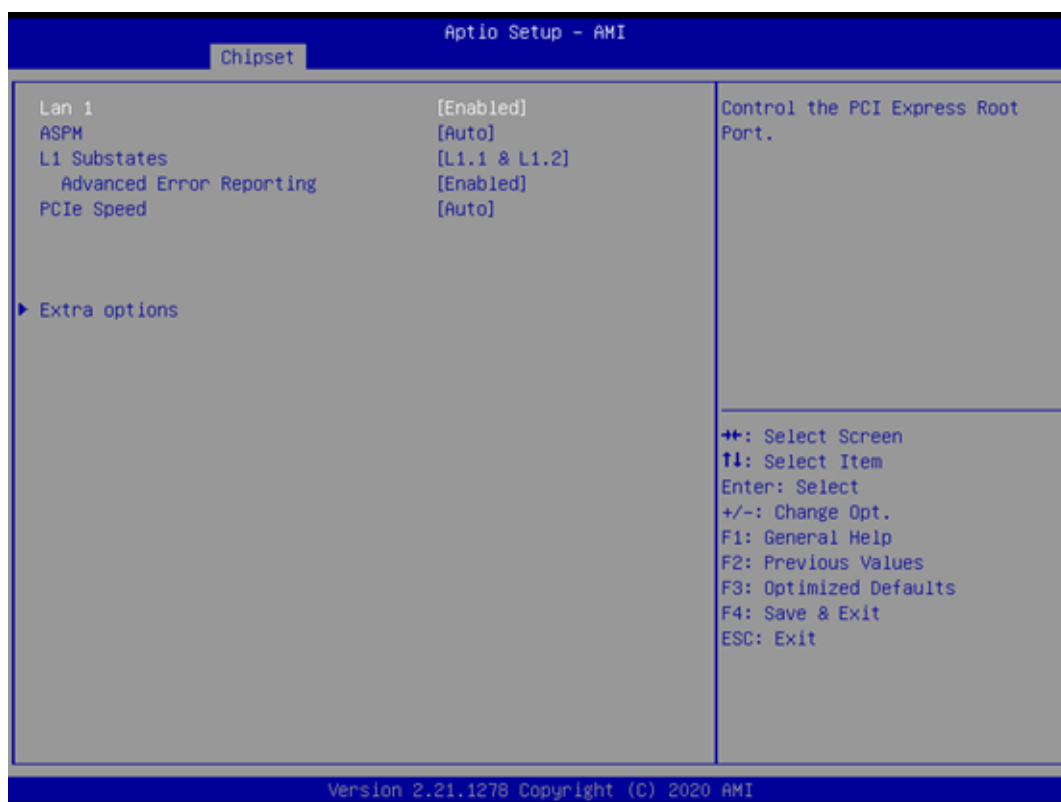 Aptio Setup - AMI
Chipset
Lan 1 [Enabled]
ASPM [Auto]
L1 Substates [L1.1 & L1.2]
Advanced Error Reporting [Enabled]
PCIe Speed [Auto]
▶ Extra options
Control the PCI Express Root
Port.
→←: Select Screen
↑↓: Select Item
Enter: Select
+/-: Change Opt.
F1: General Help
F2: Previous Values
F3: Optimized Defaults
F4: Save & Exit
ESC: Exit
Version 2.21.1278 Copyright (C) 2020 AMI